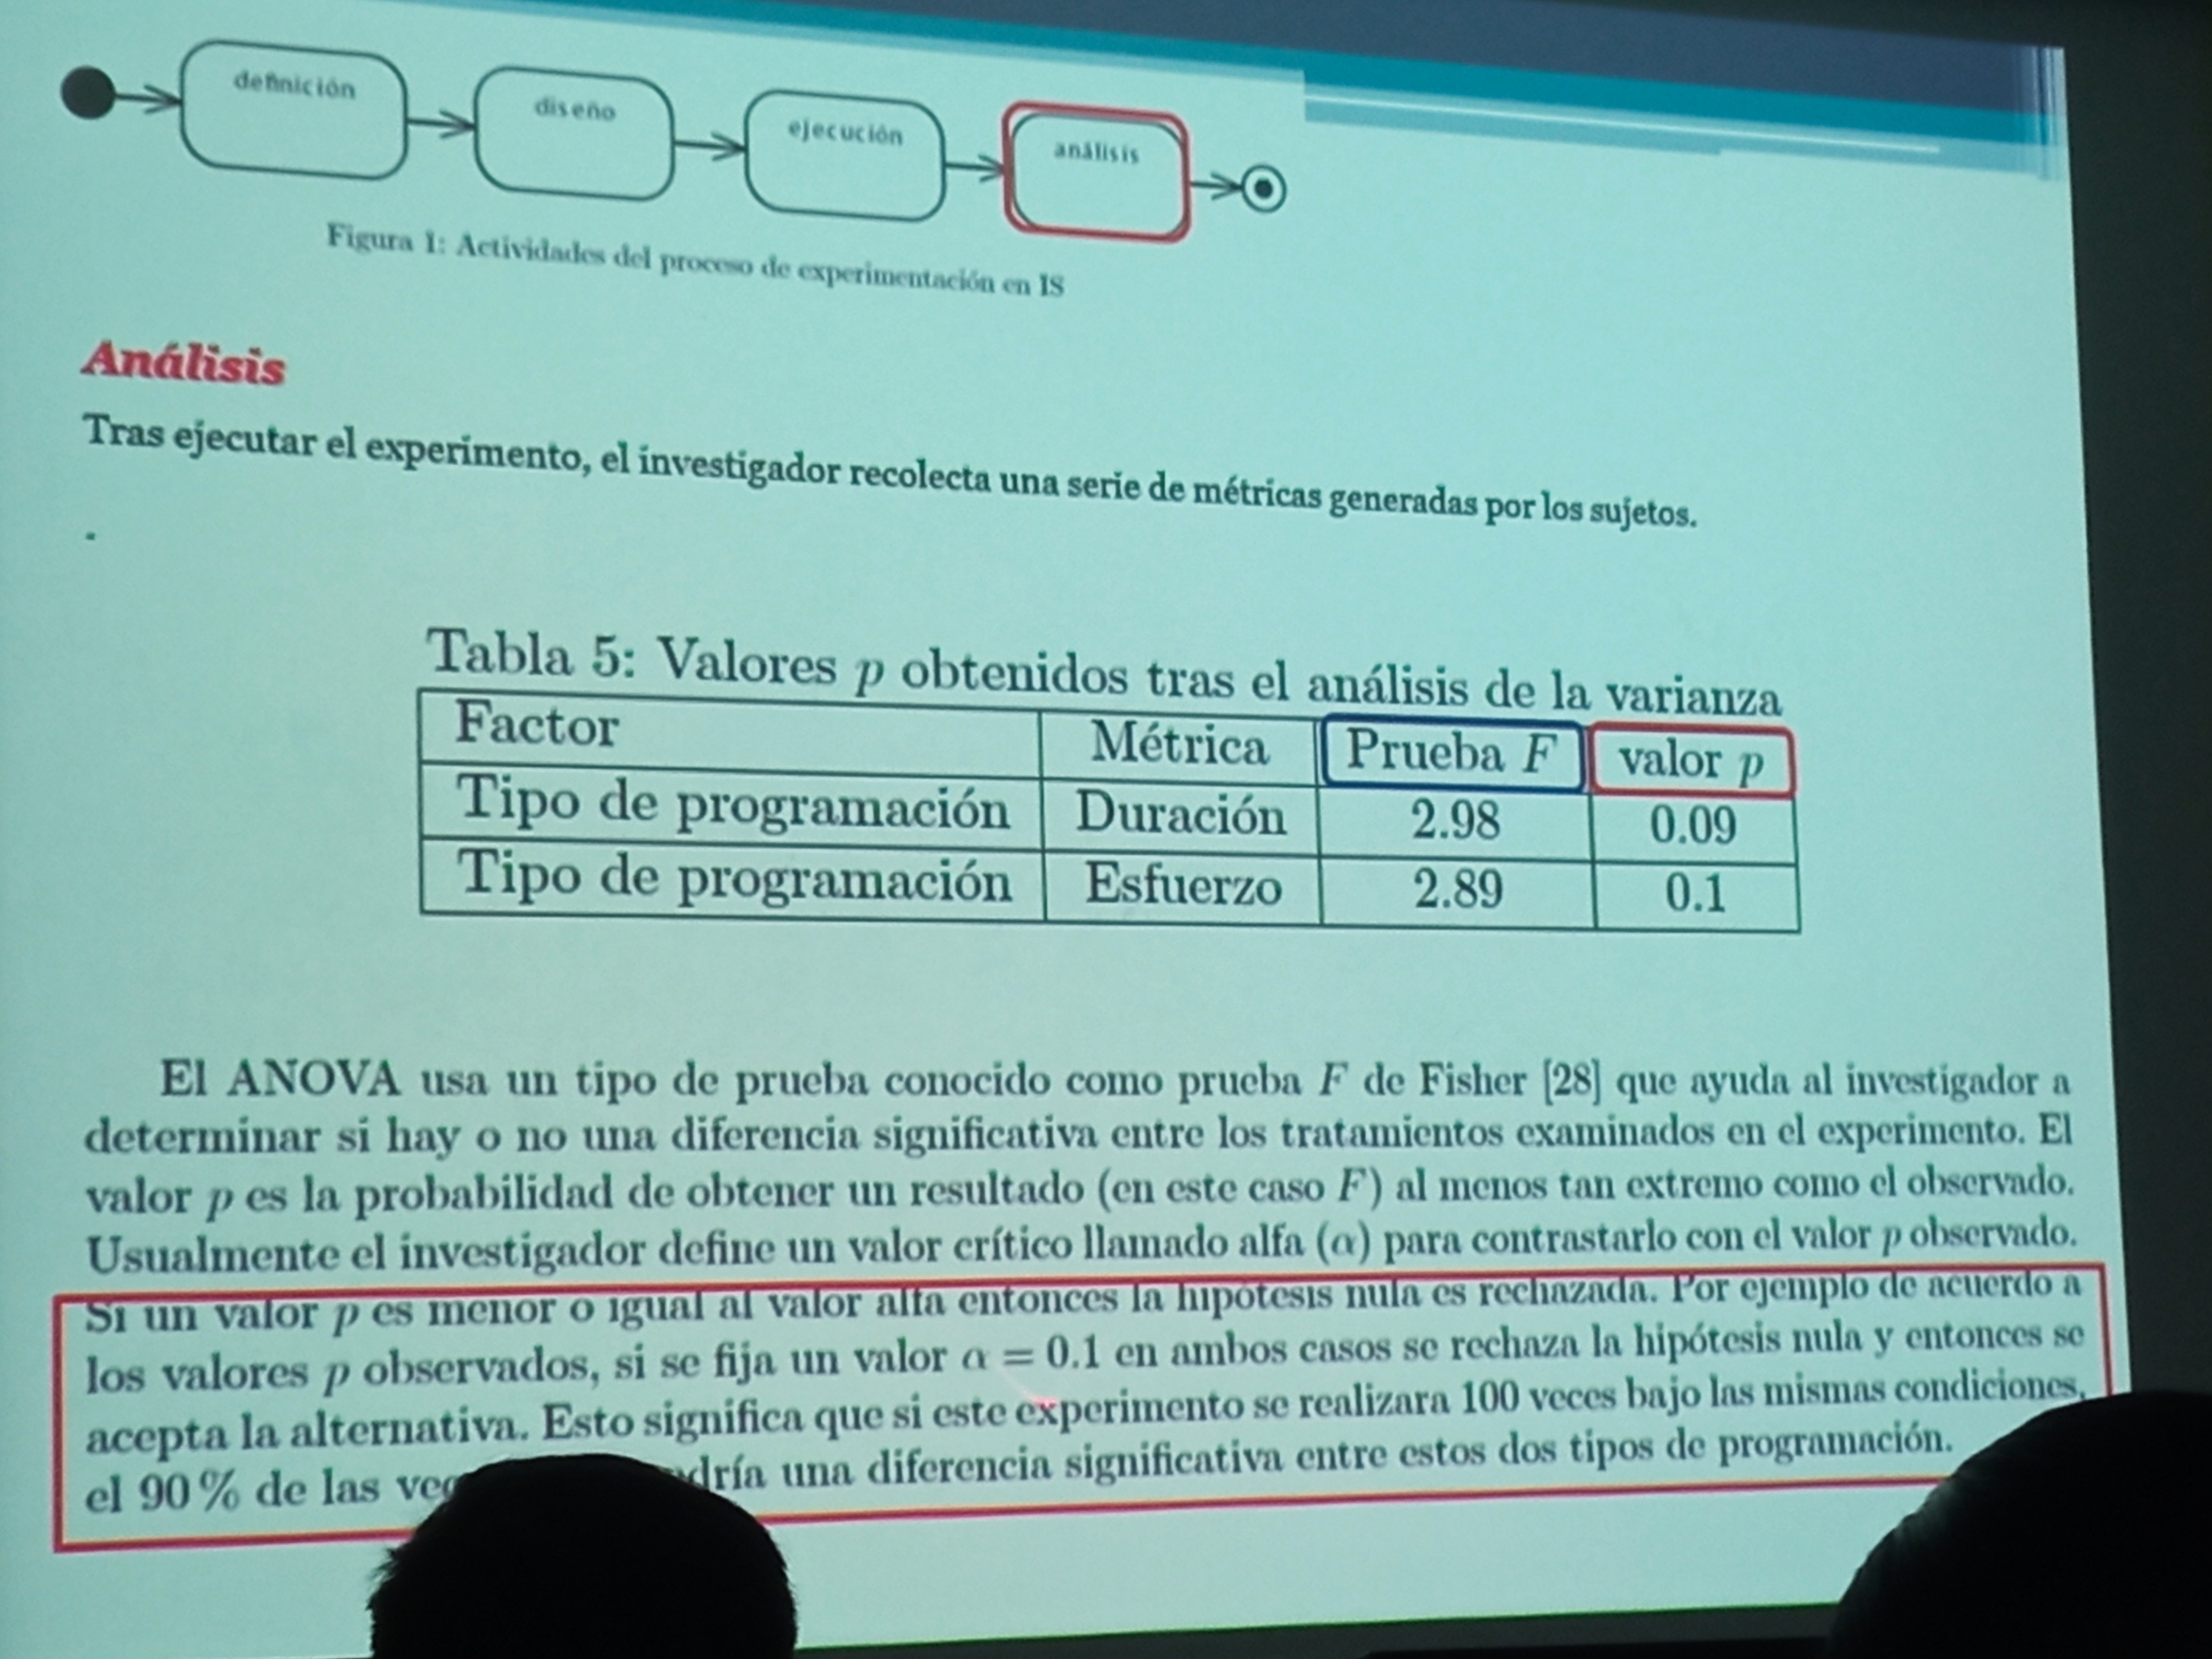 definición
diseño
ejecución
análisis
Figura 1: Actividades del proceso de experimentación en IS
Análisis
Tras ejecutar el experimento, el investigador recolecta una serie de métricas generadas por los sujetos.
Tabla 5: Valores p obtenidos tras el análisis de la varianza
Factor Métrica Prueba F valor p
Tipo de programación Duración 2.98 0.09
Tipo de programación Esfuerzo 2.89 0.1
El ANOVA usa un tipo de prueba conocido como prueba F de Fisher [28] que ayuda al investigador a
determinar si hay o no una diferencia significativa entre los tratamientos examinados en el experimento. El
valor p es la probabilidad de obtener un resultado (en este caso F) al menos tan extremo como el observado.
Usualmente el investigador define un valor crítico llamado alfa (α) para contrastarlo con el valor p observado.
Si un valor p es menor o igual al valor alfa entonces la hipótesis nula es rechazada. Por ejemplo de acuerdo a
los valores p observados, si se fija un valor α = 0.1 en ambos casos se rechaza la hipótesis nula y entonces se
acepta la alternativa. Esto significa que si este experimento se realizara 100 veces bajo las mismas condiciones,
el 90 % de las una diferencia significativa entre estos dos tipos de programación.